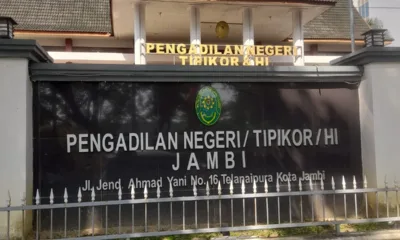 PENGADILAN NEGERI
TIPIKOR & HI
PENGADILAN NEGERI/TIPIKOR/HI
JAMBI
Jl. Jend. Ahmad Yani No. 16 Telanaipura Kota Jambi